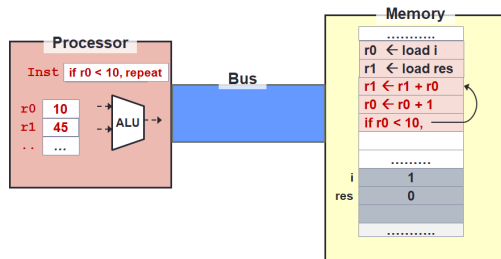 Processor
Inst if r0 < 10, repeat
r0 10
r1 45
.. ...
ALU
Bus
Memory
...........
r0 ← load i
r1 ← load res
r1 ← r1 + r0
r0 ← r0 + 1
if r0 < 10,
.........
i 1
res 0
...........